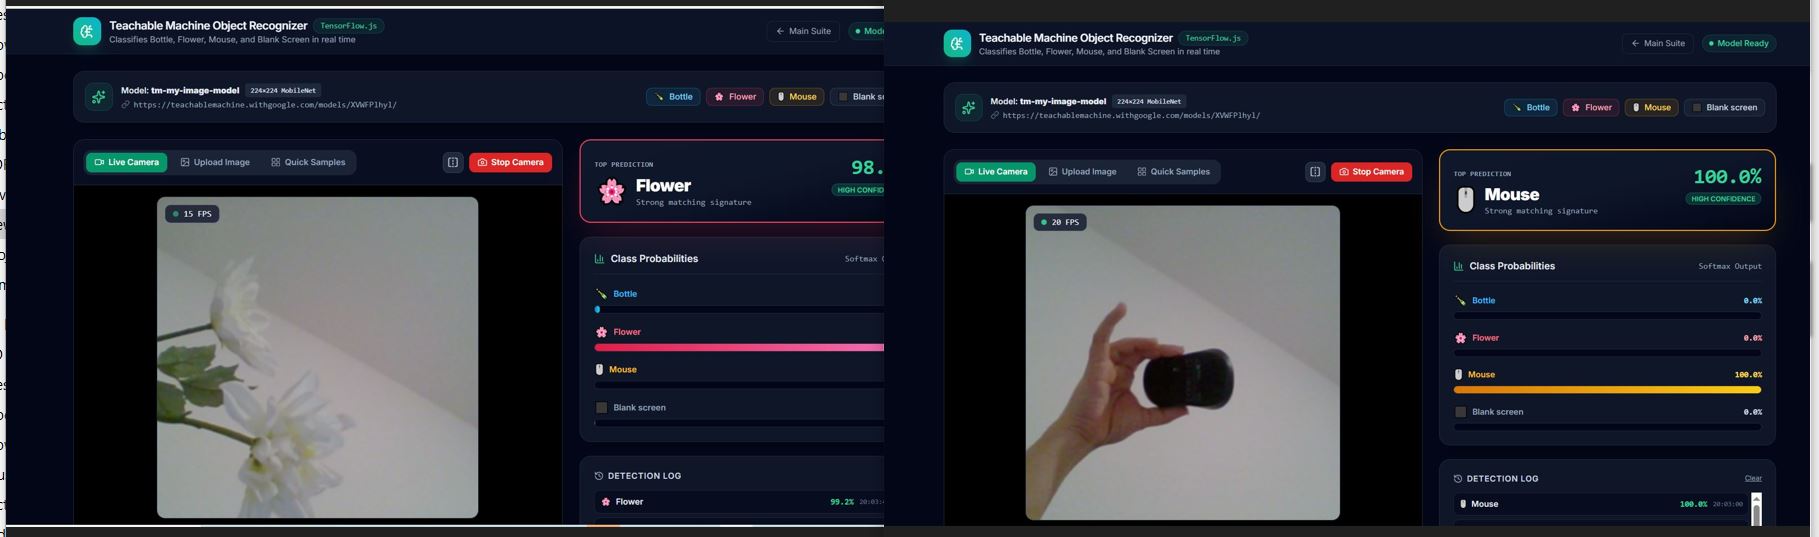 Teachable Machine Object Recognizer TensorFlow.js
Classifies Bottle, Flower, Mouse, and Blank Screen in real time
Main Suite
Model: tm-my-image-model 224×224 MobileNet
https://teachablemachine.withgoogle.com/models/XVWFPlhyl/
Bottle Flower Mouse Blank
Live Camera Upload Image Quick Samples Stop Camera
15 FPS
TOP PREDICTION
98.
Flower
HIGH
Strong matching signature
Class Probabilities Softmax
Bottle
Flower
Mouse
Blank screen
DETECTION LOG
Flower 99.2%
Teachable Machine Object Recognizer TensorFlow.js
Classifies Bottle, Flower, Mouse, and Blank Screen in real time
Main Suite Model Ready
Model: tm-my-image-model 224×224 MobileNet
https://teachablemachine.withgoogle.com/models/XVWFPlhyl/
Bottle Flower Mouse Blank screen
Live Camera Upload Image Quick Samples Stop Camera
20 FPS
TOP PREDICTION
100.0%
Mouse
HIGH CONFIDENCE
Strong matching signature
Class Probabilities Softmax Output
Bottle 0.0%
Flower 0.0%
Mouse 100.0%
Blank screen 0.0%
DETECTION LOG Clear
Mouse 100.0% 20:03:00